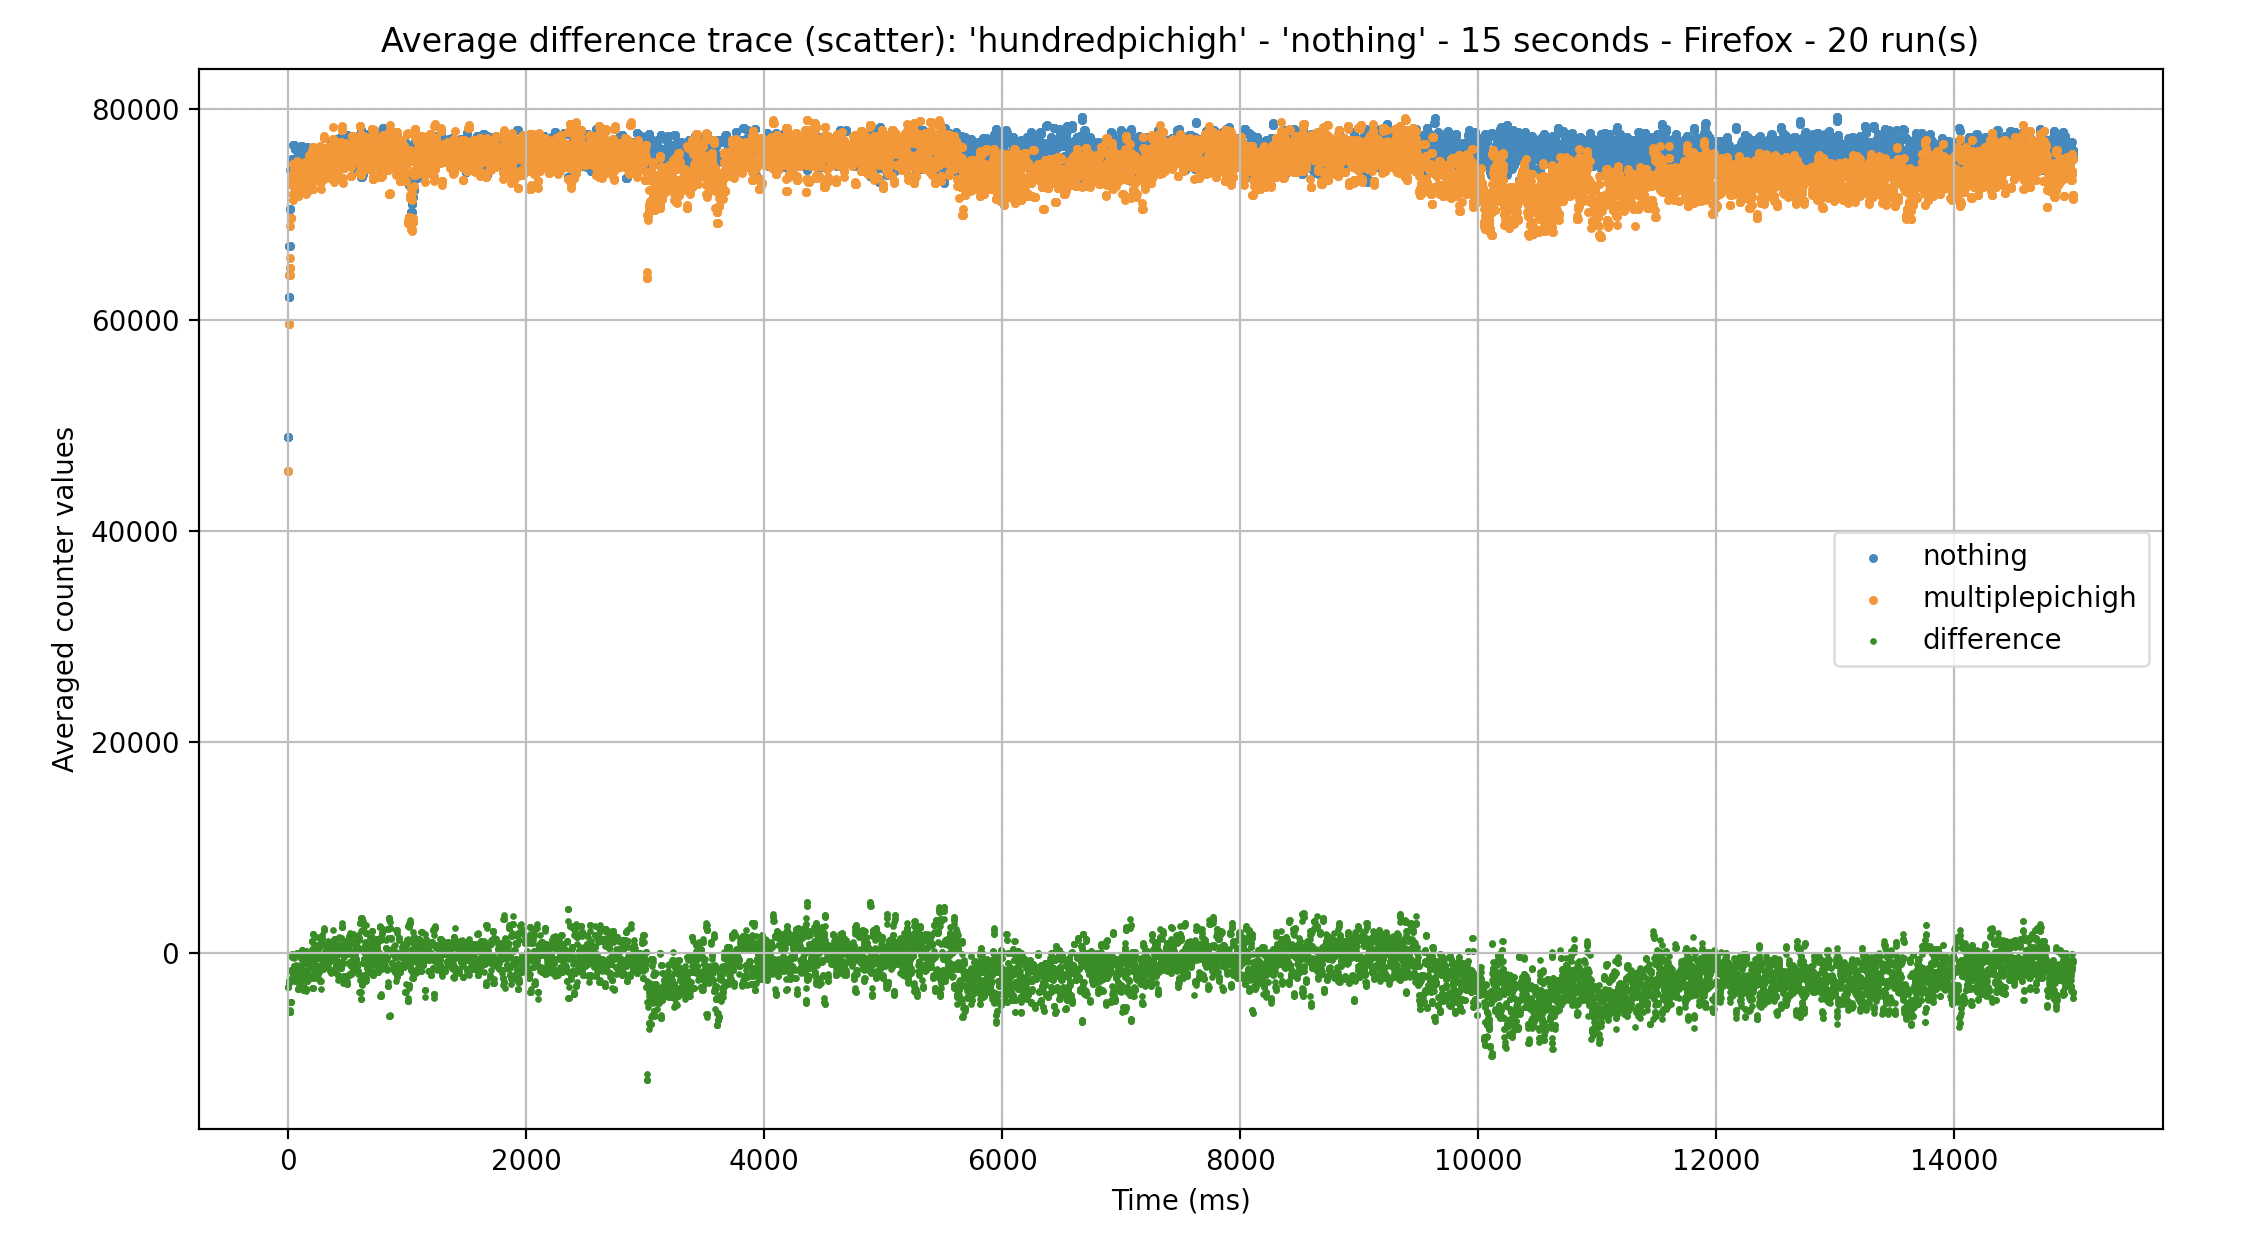 Average difference trace (scatter): 'hundredpichigh' - 'nothing' - 15 seconds - Firefox - 20 run(s)
80000
60000
40000
20000
0
Averaged counter values
nothing
multiplepichigh
difference
0 2000 4000 6000 8000 10000 12000 14000
Time (ms)